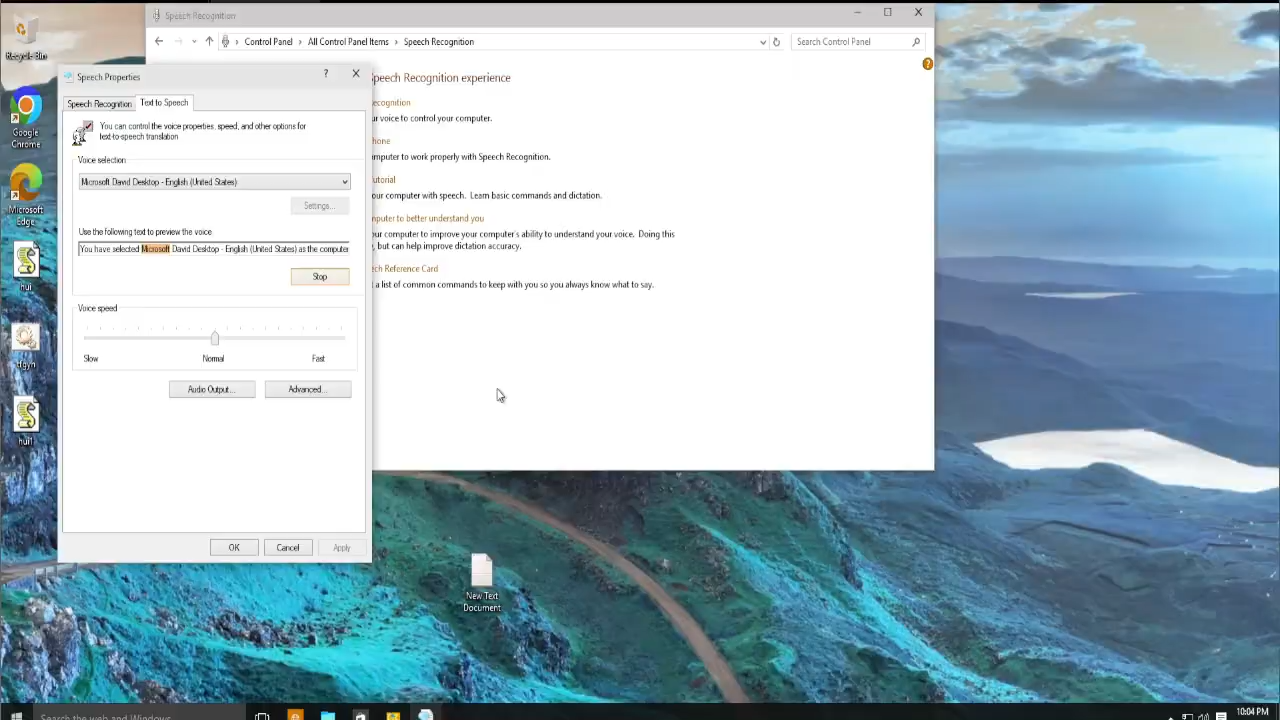 Speech Recognition
Control Panel
All Control Panel Items
Speech Recognition
Search Control Panel
Recycle Bin
Google
Chrome
Microsoft
Edge
hui
tfgyn
hui1
Speech Properties
Speech Recognition
Text to Speech
You can control the voice properties, speed, and other options for
text-to-speech translation
Voice selection
Microsoft David Desktop - English (United States)
Settings...
Use the following text to preview the voice
You have selected Microsoft David Desktop - English (United States) as the computer
Stop
Voice speed
Slow
Normal
Fast
Audio Output...
Advanced...
OK
Cancel
Apply
Speech Recognition experience
ecognition
ur voice to control your computer.
hone
mputer to work properly with Speech Recognition.
utorial
our computer with speech. Learn basic commands and dictation.
mputer to better understand you
ur computer to improve your computer's ability to understand your voice. Doing this
, but can help improve dictation accuracy.
ech Reference Card
t a list of common commands to keep with you so you always know what to say.
New Text
Document
Search the web and Windows
10:04 PM